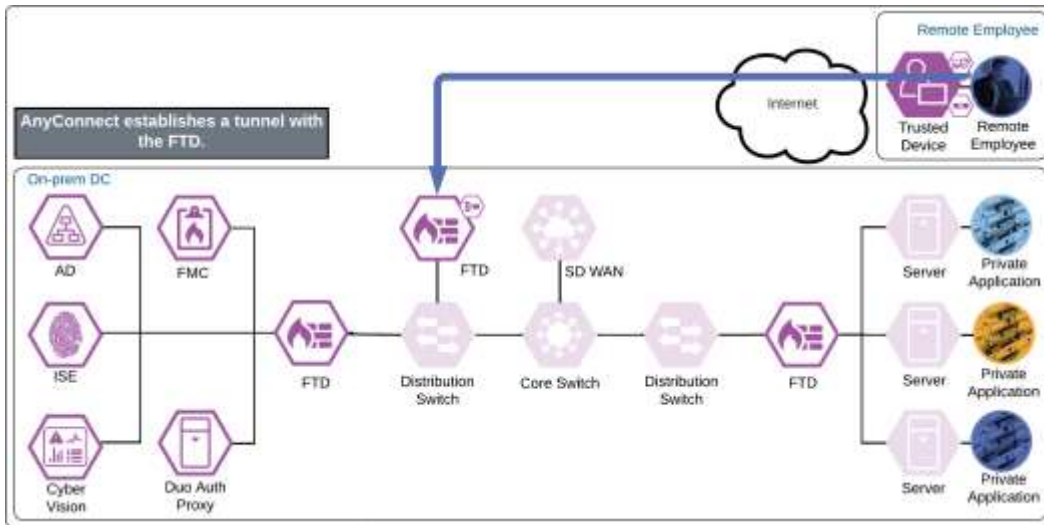 Remote Employee
Internet
Trusted
Device
Remote
Employee
AnyConnect establishes a tunnel with
the FTD.
On-prem DC
AD
FMC
FTD
SD WAN
Server
Private
Application
ISE
FTD
Distribution
Switch
Core Switch
Distribution
Switch
FTD
Server
Private
Application
Cyber
Vision
Duo Auth
Proxy
Server
Private
Application